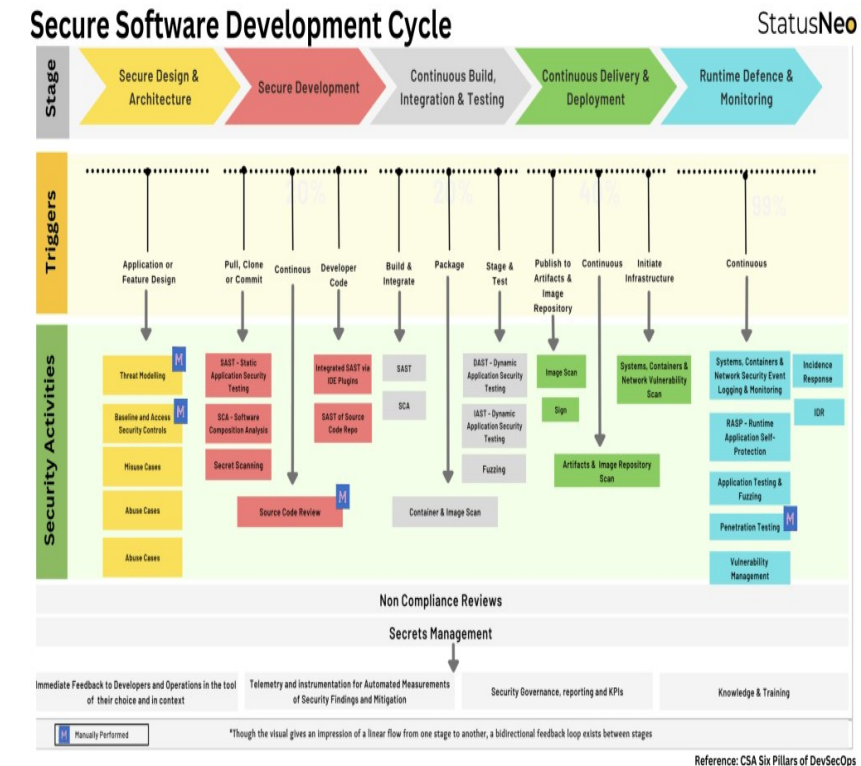 Secure Software Development Cycle
StatusNeo
Stage
Secure Design &
Architecture
Secure Development
Continuous Build,
Integration & Testing
Continuous Delivery &
Deployment
Runtime Defence &
Monitoring
Triggers
Application or
Feature Design
Pull, Clone
or Commit
Continous
Developer
Code
Build &
Integrate
Package
Stage &
Test
Publish to
Artifacts &
Image
Repository
Continuous
Initiate
Infrastructure
Continuous
99%
Security Activities
Threat Modelling
M
Baseline and Access
Security Controls
M
Misuse Cases
Abuse Cases
Abuse Cases
SAST - Static
Application Security
Testing
SCA - Software
Composition Analysis
Secret Scanning
Integrated SAST via
IDE Plugins
SAST of Source
Code Repo
Source Code Review
M
SAST
SCA
Container & Image Scan
DAST - Dynamic
Application Security
Testing
IAST - Dynamic
Application Security
Testing
Fuzzing
Image Scan
Sign
Artifacts & Image Repository
Scan
Systems, Containers &
Network Vulnerability
Scan
Systems, Containers &
Network Security Event
Logging & Monitoring
RASP - Runtime
Application Self-
Protection
Application Testing &
Fuzzing
Penetration Testing
M
Vulnerability
Management
Incidence
Response
IDR
Non Compliance Reviews
Secrets Management
Immediate Feedback to Developers and Operations in the tool
of their choice and in context
Telemetry and instrumentation for Automated Measurements
of Security Findings and Mitigation
Security Governance, reporting and KPIs
Knowledge & Training
M Manually Performed
*Though the visual gives an impression of a linear flow from one stage to another, a bidirectional feedback loop exists between stages
Reference: CSA Six Pillars of DevSecOps